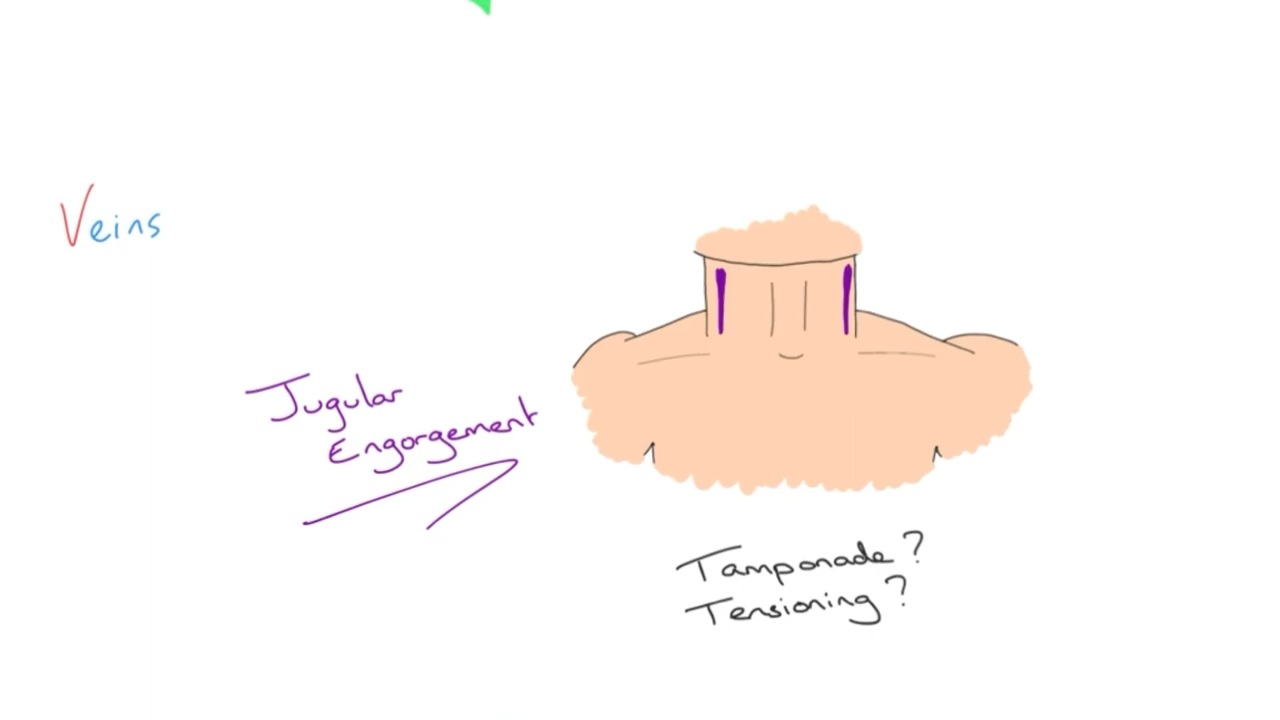 Veins
Jugular
Engorgement
Tamponade?
Tensioning?